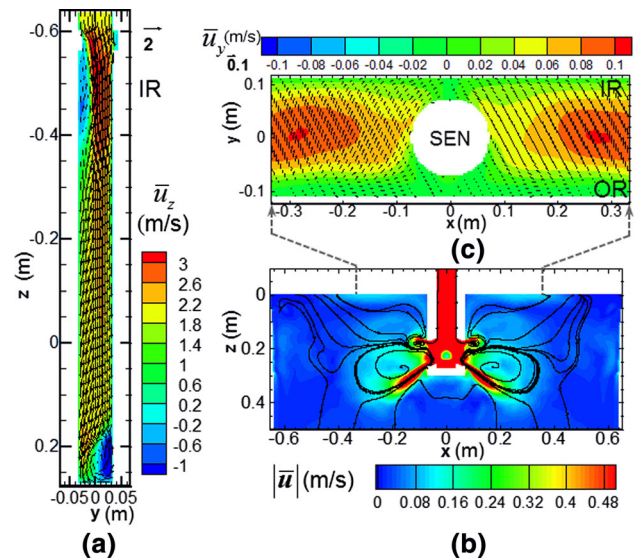 (a)
2
IR
-0.6
-0.4
-0.2
0
0.2
z (m)
-0.05 0.05
y (m)
u̅z
(m/s)
3
2.6
2.2
1.8
1.4
1
0.6
0.2
-0.2
-0.6
-1
u̅y(m/s)
0.1
-0.1 -0.08 -0.06 -0.04 -0.02 0 0.02 0.04 0.06 0.08 0.1
0.1
0
-0.1
y (m)
IR
SEN
OR
-0.3 -0.2 -0.1 0 0.1 0.2 0.3
x (m)
(c)
0
0.2
0.4
z (m)
-0.6 -0.4 -0.2 0 0.2 0.4 0.6
x (m)
|u̅| (m/s)
0 0.08 0.16 0.24 0.32 0.4 0.48
(a)
(b)